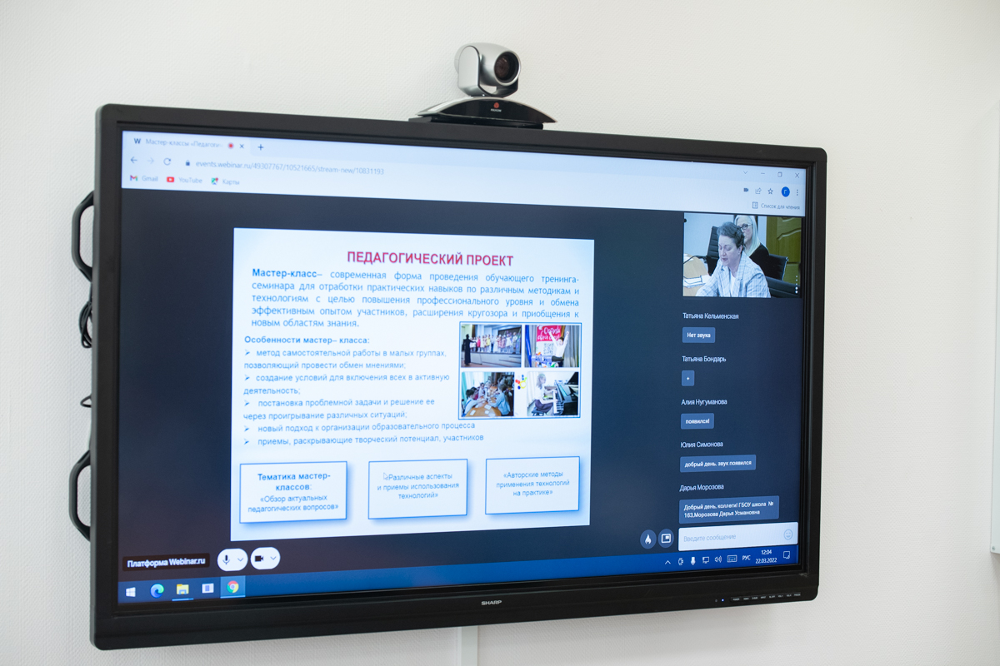 Мастер-классы «Педагоги
events.webinar.ru/49307767/10521665/stream-new/10831193
Gmail YouTube Карты
Список для чтения
ПЕДАГОГИЧЕСКИЙ ПРОЕКТ
Мастер-класс– современная форма проведения обучающего тренинга-
семинара для отработки практических навыков по различным методикам и
технологиям с целью повышения профессионального уровня и обмена
эффективным опытом участников, расширения кругозора и приобщения к
новым областям знания.
Особенности мастер– класса:
➢ метод самостоятельной работы в малых группах,
позволяющий провести обмен мнениями;
➢ создание условий для включения всех в активную
деятельность;
➢ постановка проблемной задачи и решение ее
через проигрывание различных ситуаций;
➢ новый подход к организации образовательного процесса
➢ приемы, раскрывающие творческий потенциал, участников
Тематика мастер-
классов:
«Обзор актуальных
педагогических вопросов»
«Различные аспекты
и приемы использования
технологий»
«Авторские методы
применения технологий
на практике»
Татьяна Кельменская
Нет звука
Татьяна Бондарь
+
Алия Нугуманова
появился!
Юлия Симонова
добрый день. звук появился
Дарья Морозова
Добрый день, коллеги! ГБОУ школа №
163,Морозова Дарья Усмановна
Введите сообщение
Платформа Webinar.ru
РУС
12:04
22.03.2022
SHARP